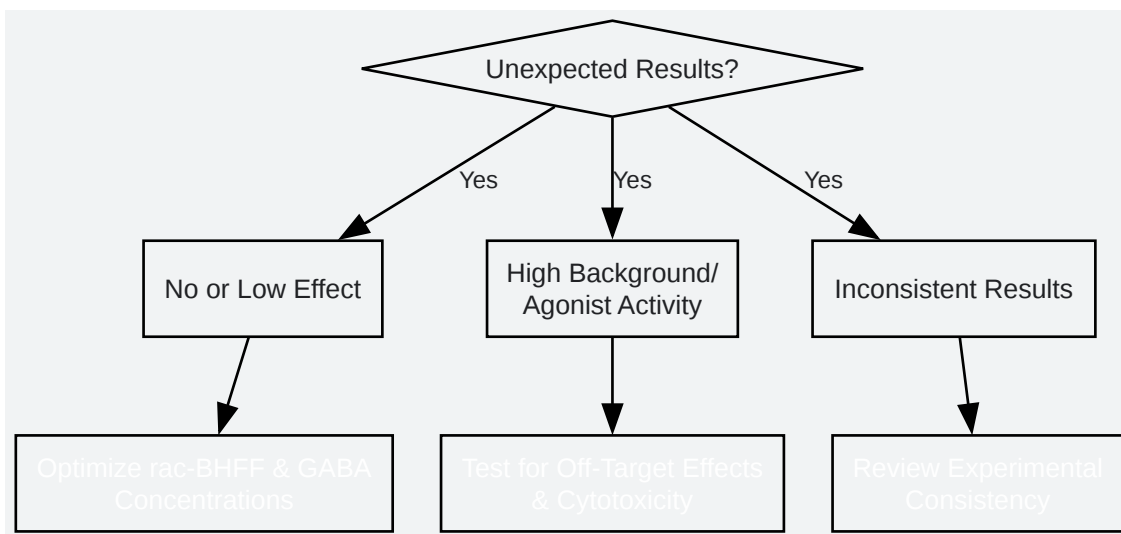 Unexpected Results?
Yes
Yes
Yes
No or Low Effect
High Background/
Agonist Activity
Inconsistent Results
Optimize rac-BHFF & GABA
Concentrations
Test for Off-Target Effects
& Cytotoxicity
Review Experimental
Consistency